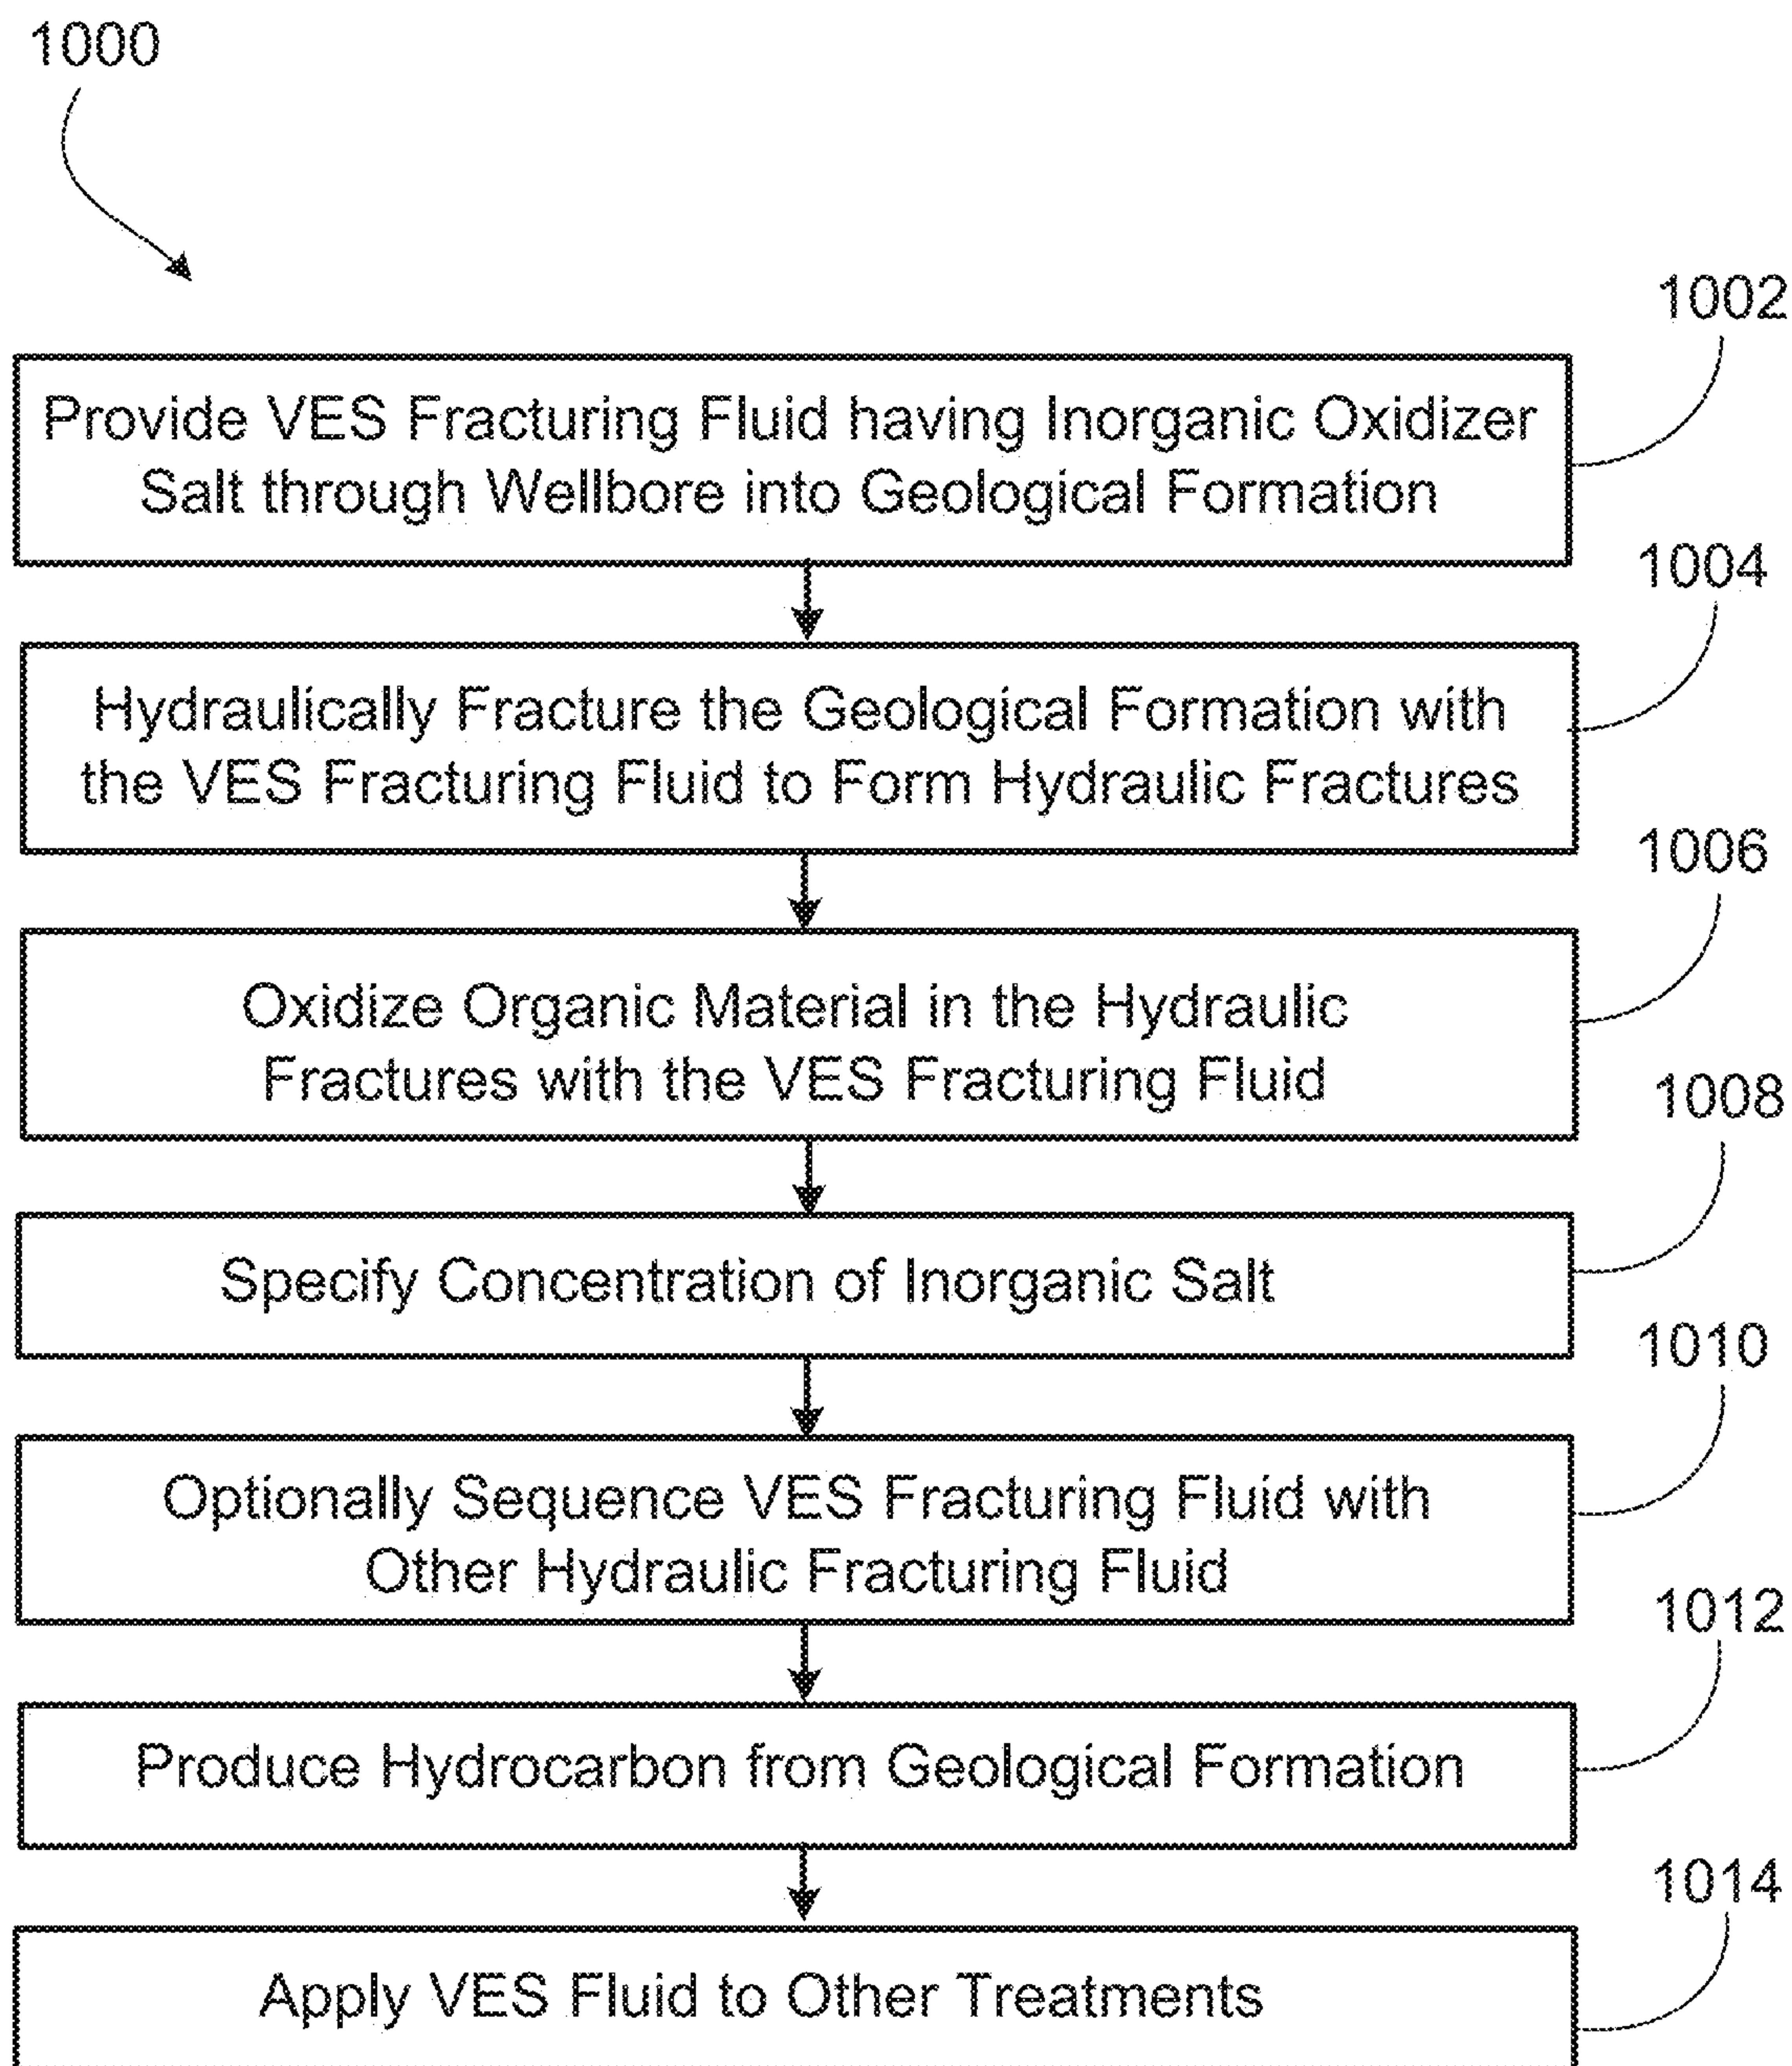 1000
1002
Provide VES Fracturing Fluid having Inorganic Oxidizer
Salt through Wellbore into Geological Formation
1004
Hydraulically Fracture the Geological Formation with
the VES Fracturing Fluid to Form Hydraulic Fractures
1006
Oxidize Organic Material in the Hydraulic
Fractures with the VES Fracturing Fluid
1008
Specify Concentration of Inorganic Salt
1010
Optionally Sequence VES Fracturing Fluid with
Other Hydraulic Fracturing Fluid
1012
Produce Hydrocarbon from Geological Formation
1014
Apply VES Fluid to Other Treatments